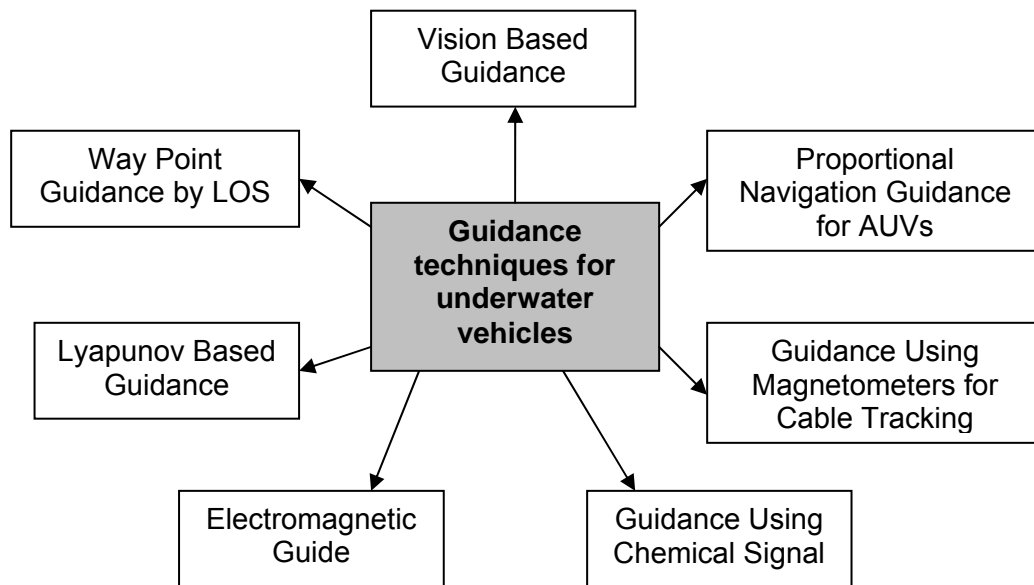 Vision Based
Guidance
Way Point
Guidance by LOS
Proportional
Navigation Guidance
for AUVs
Guidance
techniques for
underwater
vehicles
Lyapunov Based
Guidance
Guidance Using
Magnetometers for
Cable Tracking
Electromagnetic
Guide
Guidance Using
Chemical Signal